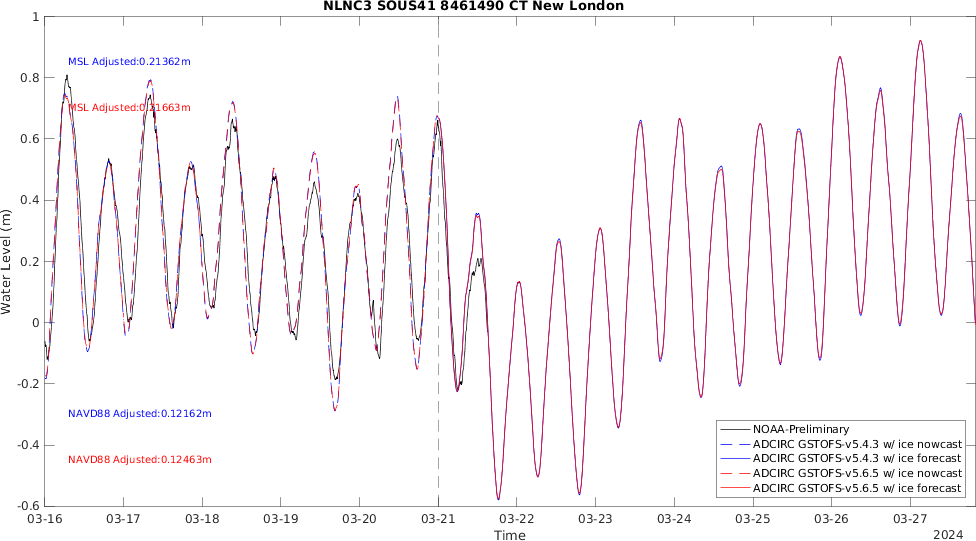 NLNC3 SOUS41 8461490 CT New London
MSL Adjusted:0.21362m
MSL Adjusted:0.21663m
NAVD88 Adjusted:0.12162m
NAVD88 Adjusted:0.12463m
Water Level (m)
1
0.8
0.6
0.4
0.2
0
-0.2
-0.4
-0.6
NOAA-Preliminary
ADCIRC GSTOFS-v5.4.3 w/ ice nowcast
ADCIRC GSTOFS-v5.4.3 w/ ice forecast
ADCIRC GSTOFS-v5.6.5 w/ ice nowcast
ADCIRC GSTOFS-v5.6.5 w/ ice forecast
03-16 03-17 03-18 03-19 03-20 03-21 03-22 03-23 03-24 03-25 03-26 03-27
Time
2024